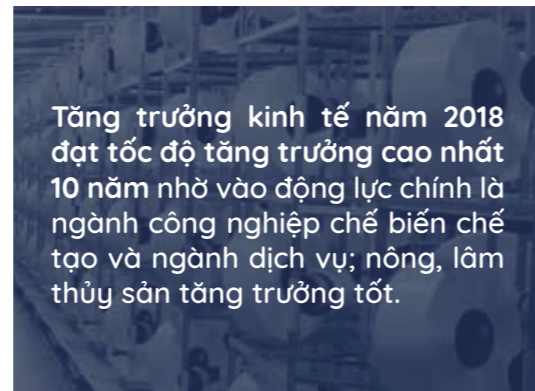 Tăng trưởng kinh tế năm 2018
đạt tốc độ tăng trưởng cao nhất
10 năm nhờ vào động lực chính là
ngành công nghiệp chế biến chế
tạo và ngành dịch vụ; nông, lâm
thủy sản tăng trưởng tốt.